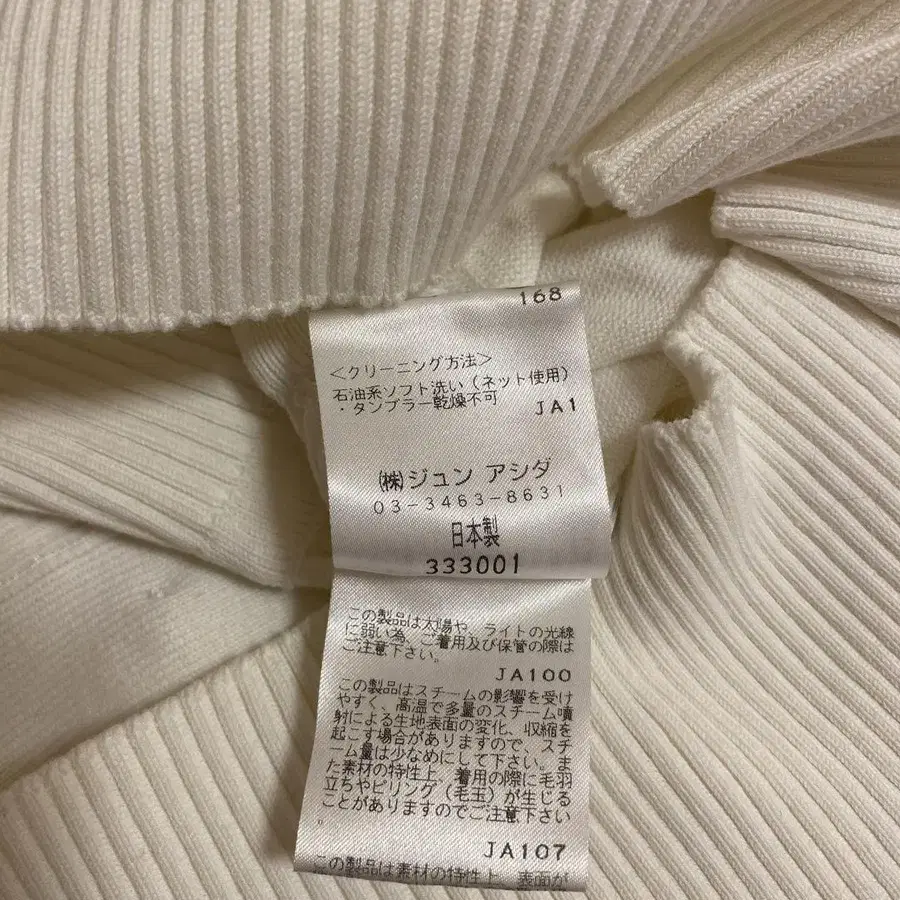 168
＜クリーニング方法＞
石油系ソフト洗い（ネット使用）
・タンブラー乾燥不可
JA1
㈱ジュン アシダ
03-3463-8631
日本製
333001
この製品は太陽や、ライトの光線
に弱い為、ご着用及び保管の際は
ご注意下さい。
JA100
この製品はスチームの影響を受け
やすく、高温で多量のスチーム噴
射による生地表面の変化、収縮を
起こす場合がありますので、スチ
ーム量は少なめにして下さい。ま
た素材の特性上、着用の際に毛羽
立ちやピリング（毛玉）が生じる
ことがありますのでご注意下さい
。
JA107
この製品は素材の特性上、表面が